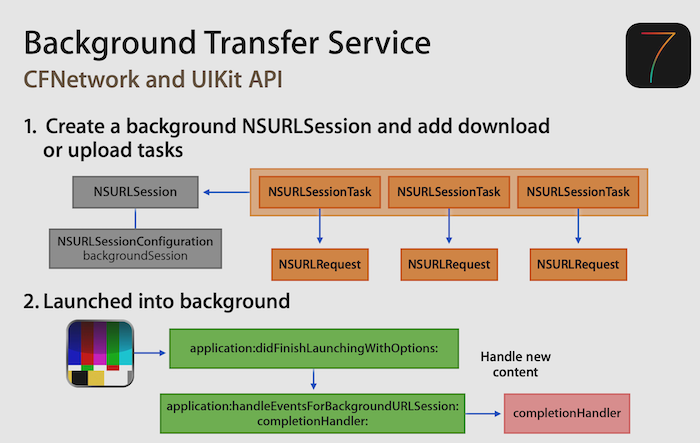 Background Transfer Service
CFNetwork and UIKit API
7
1. Create a background NSURLSession and add download
or upload tasks
NSURLSession
NSURLSessionTask
NSURLSessionTask
NSURLSessionTask
NSURLSessionConfiguration
backgroundSession
NSURLRequest
NSURLRequest
NSURLRequest
2. Launched into background
application:didFinishLaunchingWithOptions:
Handle new
content
application:handleEventsForBackgroundURLSession:
completionHandler:
completionHandler